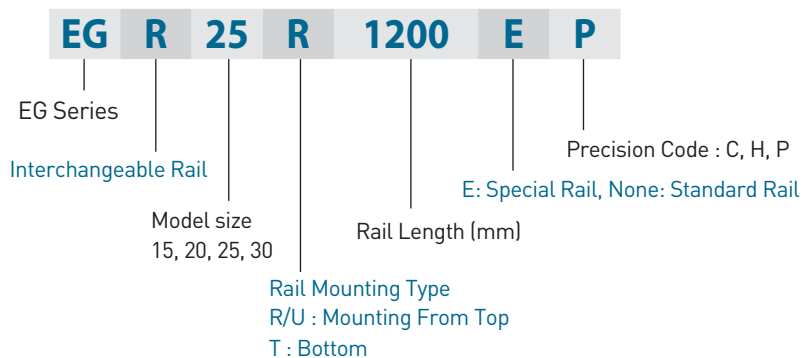 EG R 25 R 1200 E P
EG Series
Precision Code : C, H, P
Interchangeable Rail
E: Special Rail, None: Standard Rail
Model size
15, 20, 25, 30
Rail Length (mm)
Rail Mounting Type
R/U : Mounting From Top
T : Bottom